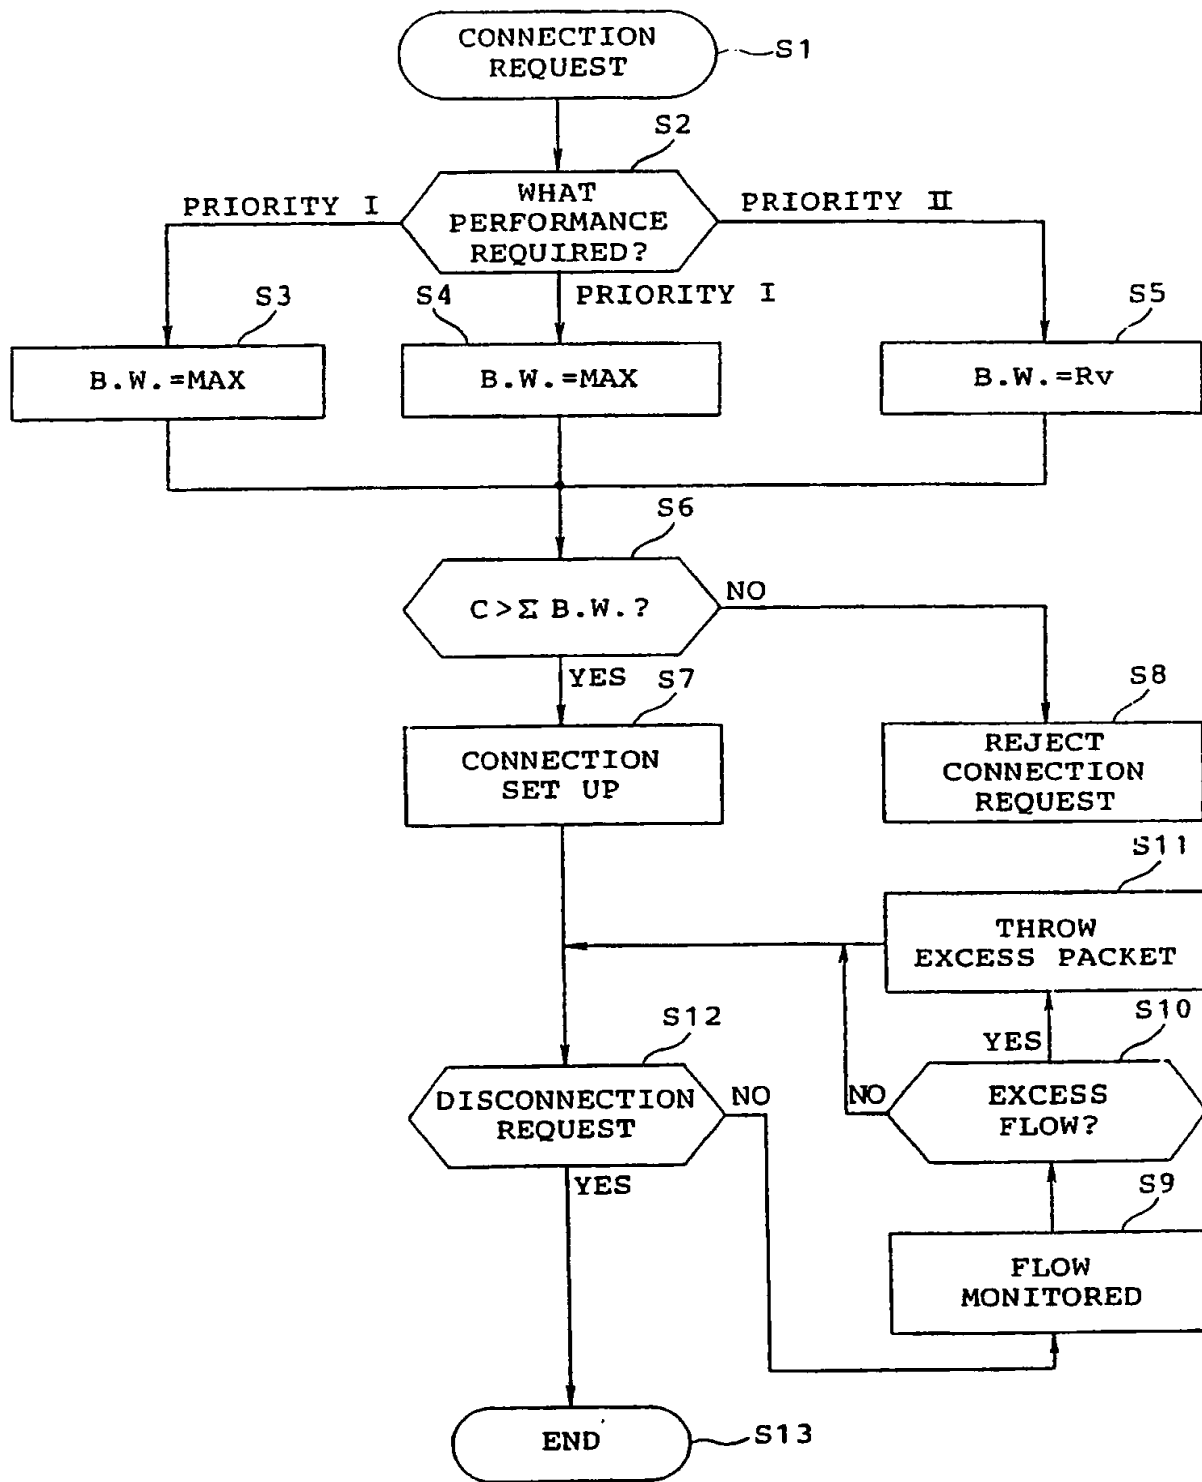 CONNECTION
REQUEST
S1
S2
WHAT
PERFORMANCE
REQUIRED?
PRIORITY I
PRIORITY II
PRIORITY I
S3
S4
S5
B.W.=MAX
B.W.=MAX
B.W.=Rv
S6
C>Σ B.W.?
NO
YES
S7
S8
CONNECTION
SET UP
REJECT
CONNECTION
REQUEST
S11
THROW
EXCESS PACKET
S12
YES
S10
DISCONNECTION
REQUEST
NO
NO
EXCESS
FLOW?
YES
S9
FLOW
MONITORED
END
S13